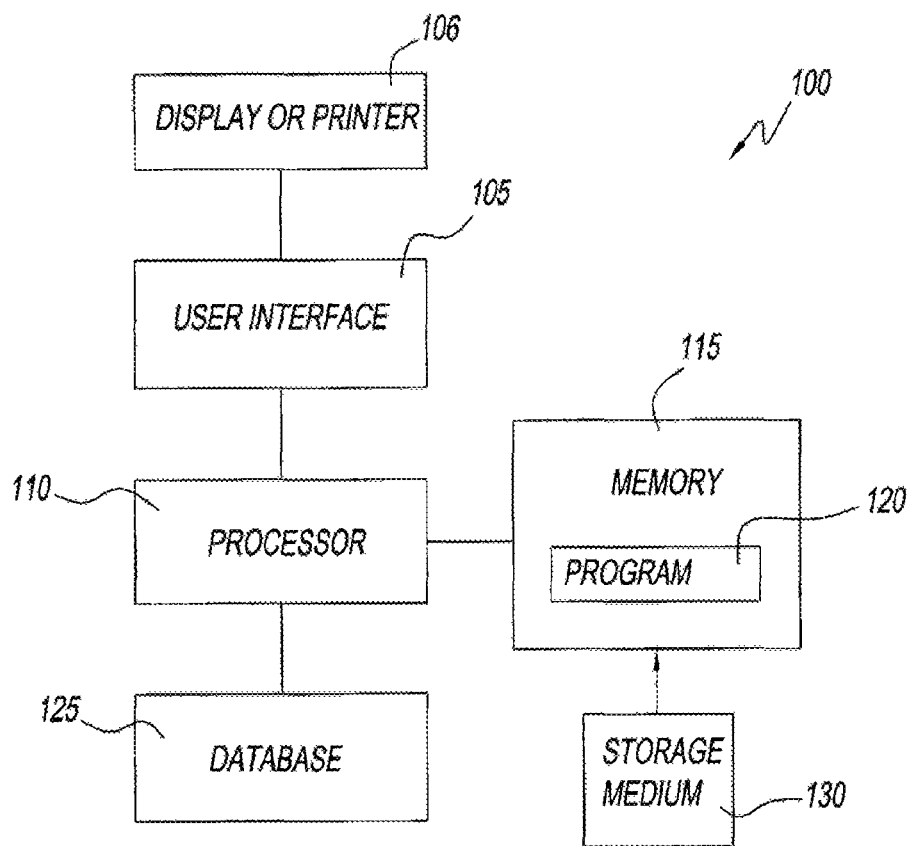 106
DISPLAY OR PRINTER
100
105
USER INTERFACE
115
110
PROCESSOR
MEMORY
120
PROGRAM
125
DATABASE
STORAGE
MEDIUM
130